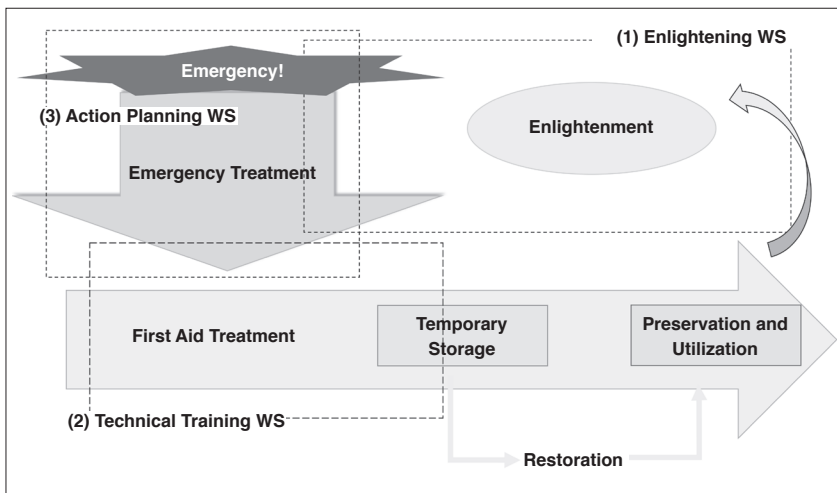 (1) Enlightening WS
Emergency!
(3) Action Planning WS
Enlightenment
Emergency Treatment
First Aid Treatment
Temporary
Storage
Preservation and
Utilization
(2) Technical Training WS
Restoration